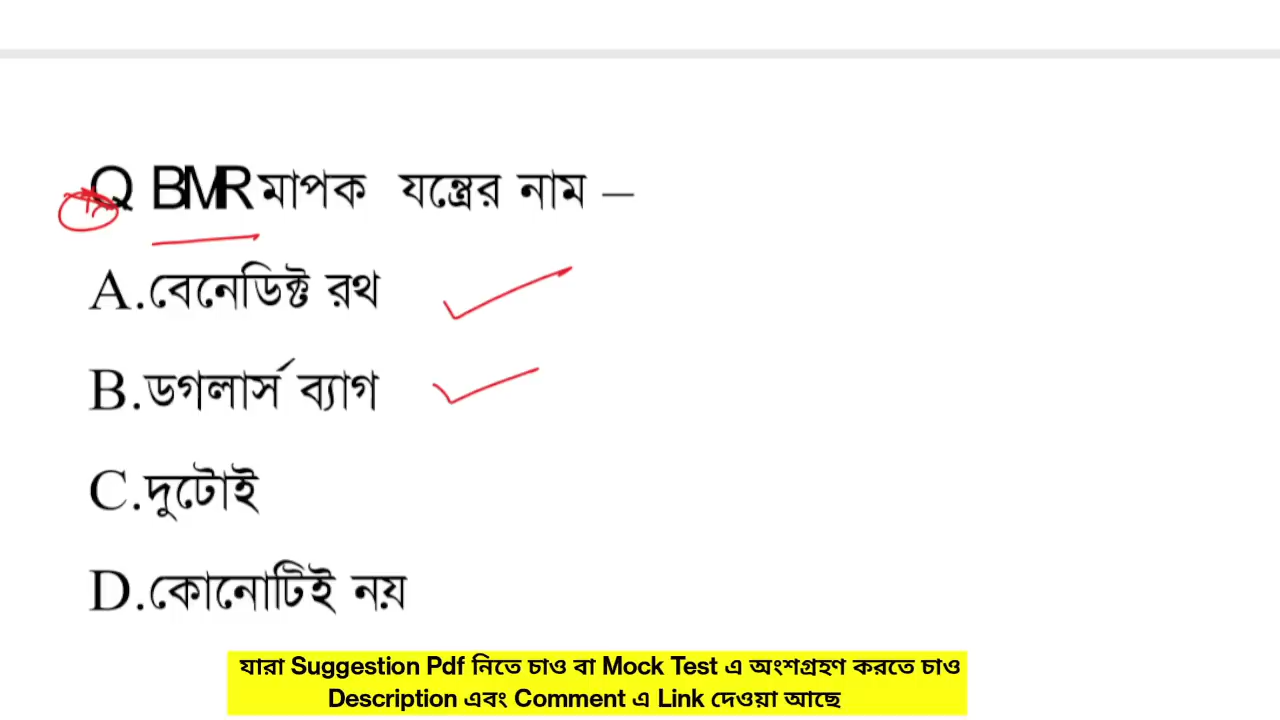 Q BMR মাপক যন্ত্রের নাম –
A.বেনেডিক্ট রথ
B.ডগলার্স ব্যাগ
C.দুটোই
D.কোনোটিই নয়
যারা Suggestion Pdf নিতে চাও বা Mock Test এ অংশগ্রহণ করতে চাও
Description এবং Comment এ Link দেওয়া আছে